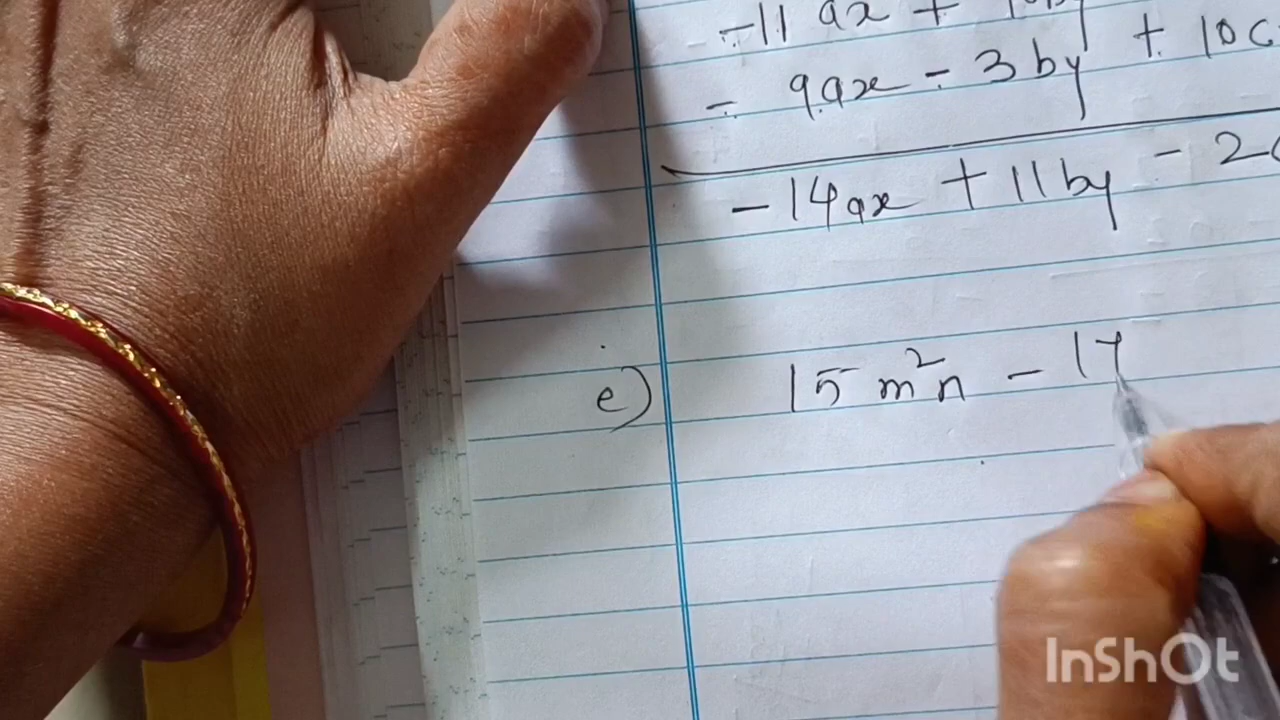 -11 ax +
- 9ax - 3by + 10c
-14ax + 11by - 2
e) 15 m²n - 17
InShOt